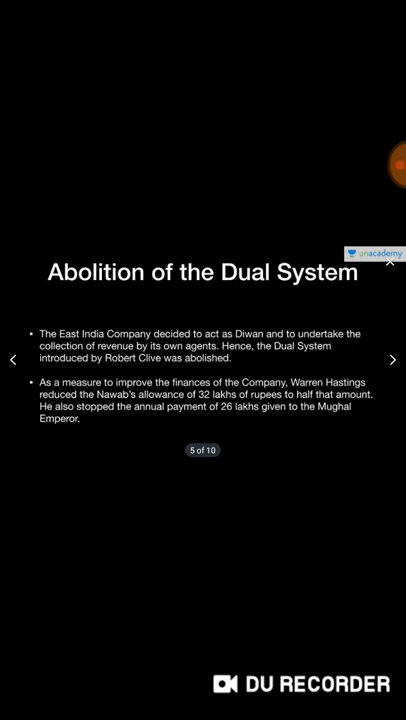 unacademy
Abolition of the Dual System
• The East India Company decided to act as Diwan and to undertake the
collection of revenue by its own agents. Hence, the Dual System
introduced by Robert Clive was abolished.
• As a measure to improve the finances of the Company, Warren Hastings
reduced the Nawab's allowance of 32 lakhs of rupees to half that amount.
He also stopped the annual payment of 26 lakhs given to the Mughal
Emperor.
5 of 10
DU RECORDER